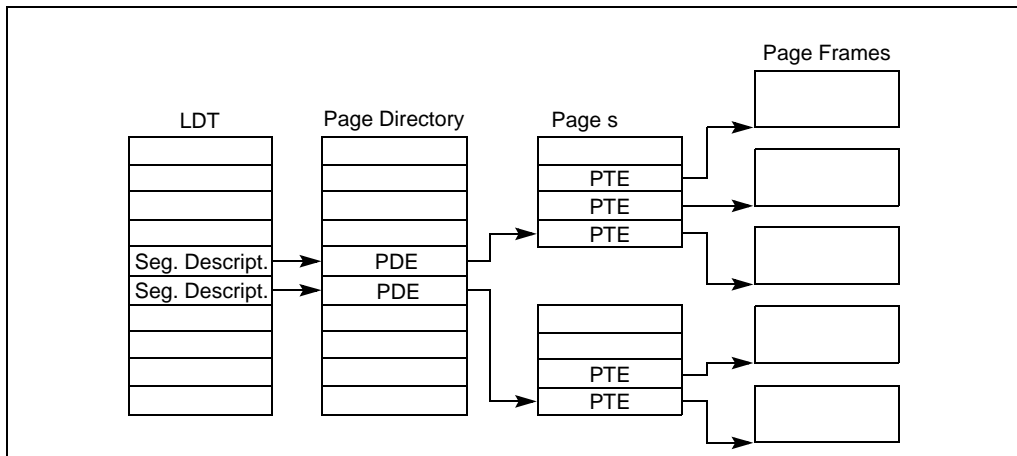 Page Frames
LDT
Page Directory
Page s
PTE
PTE
PTE
Seg. Descript.
PDE
Seg. Descript.
PDE
PTE
PTE